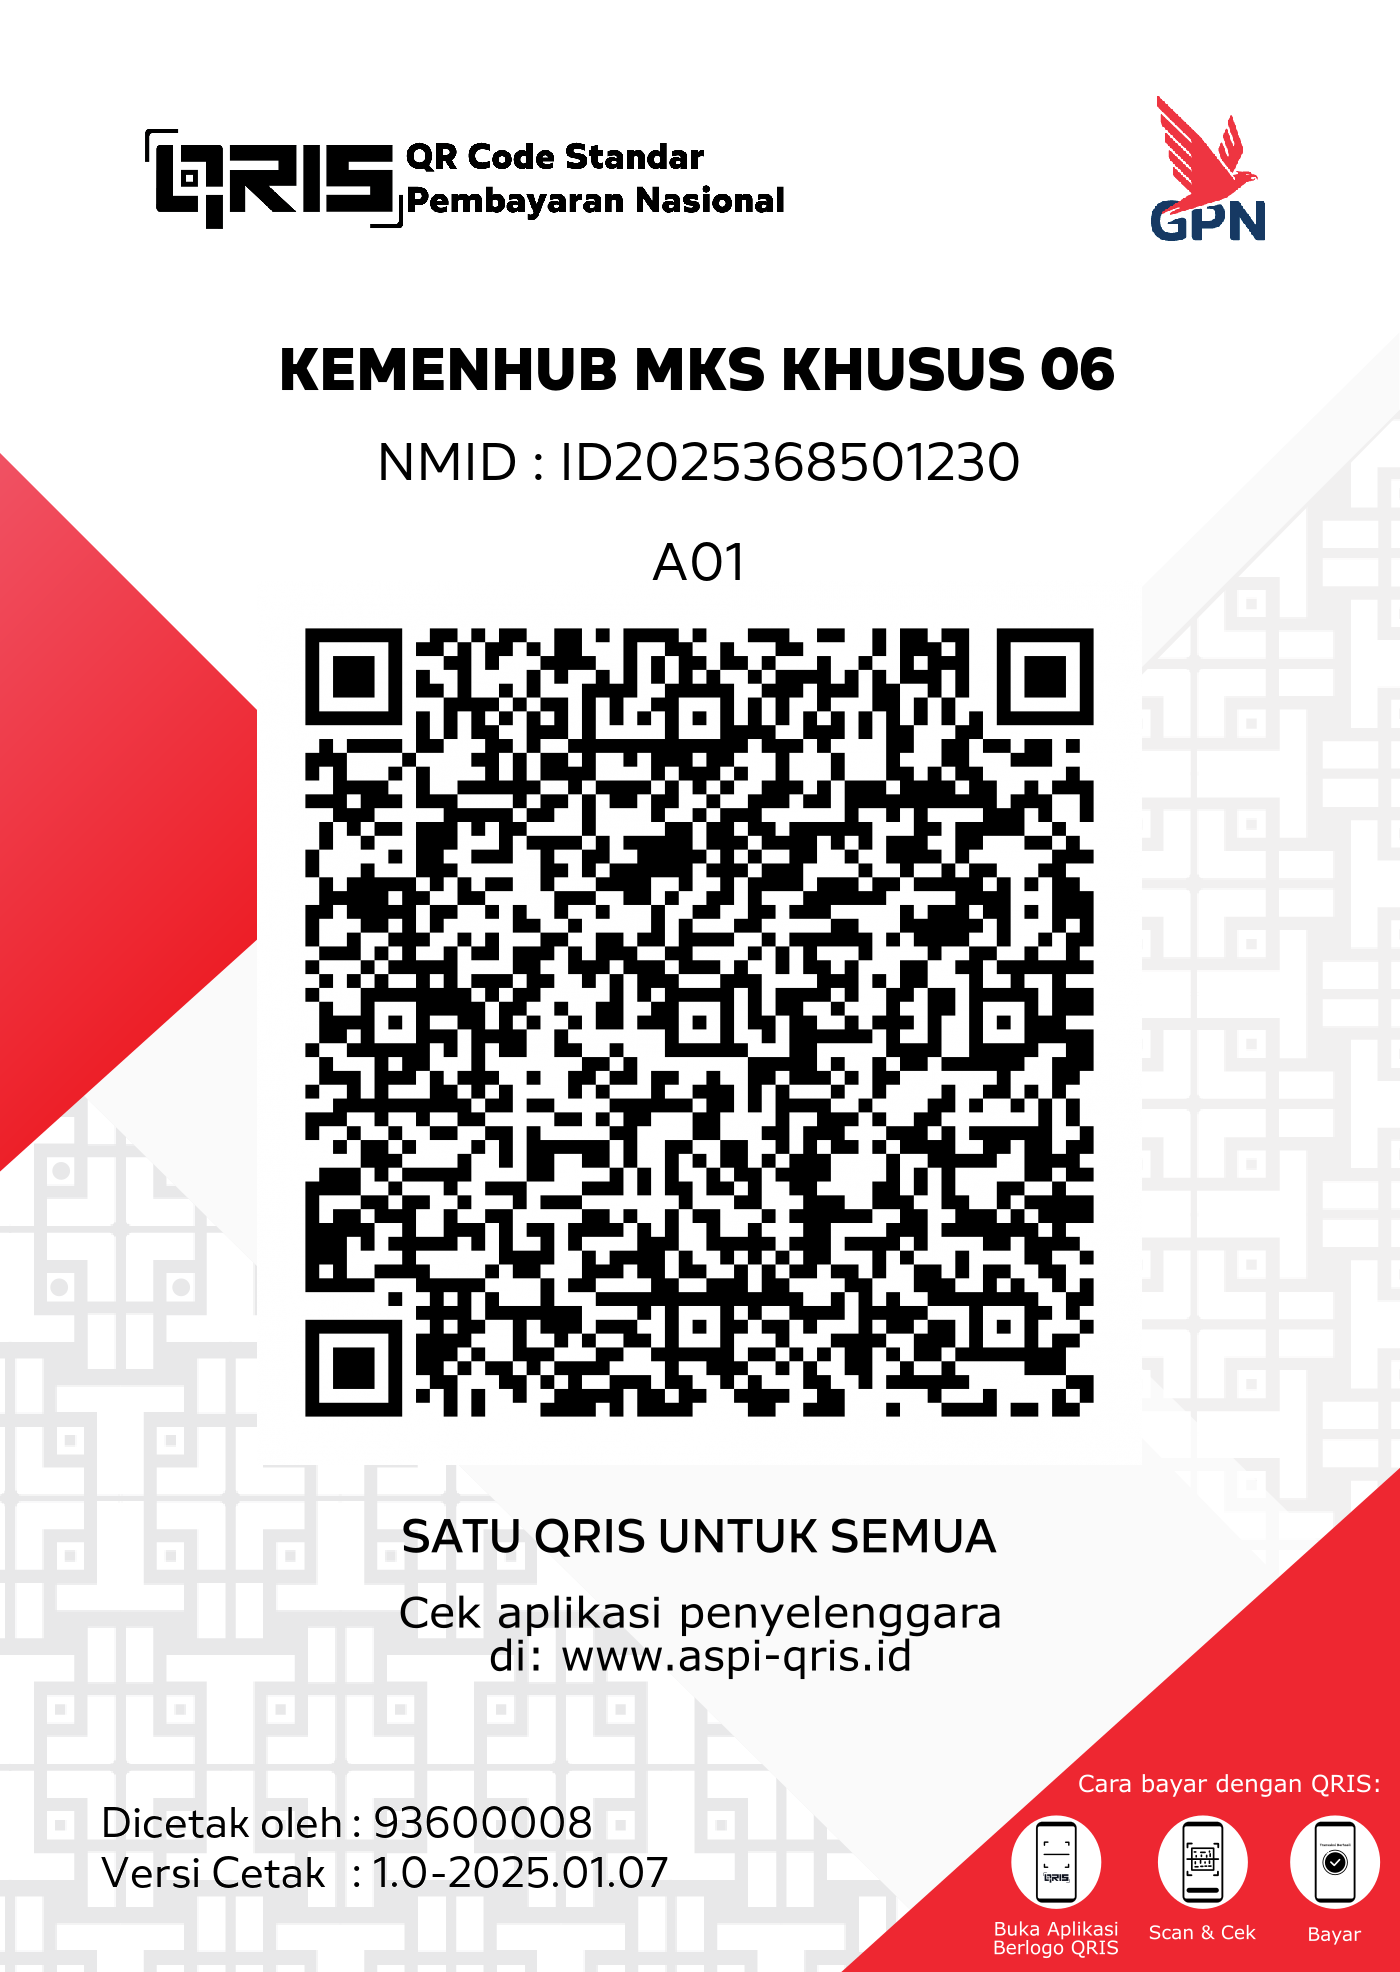 QRIS QR Code Standar
Pembayaran Nasional
GPN
KEMENHUB MKS KHUSUS 06
NMID : ID2025368501230
A01
SATU QRIS UNTUK SEMUA
Cek aplikasi penyelenggara
di: www.aspi-qris.id
Dicetak oleh : 93600008
Versi Cetak : 1.0-2025.01.07
Cara bayar dengan QRIS:
QRIS
Buka Aplikasi
Berlogo QRIS
Scan & Cek
Bayar